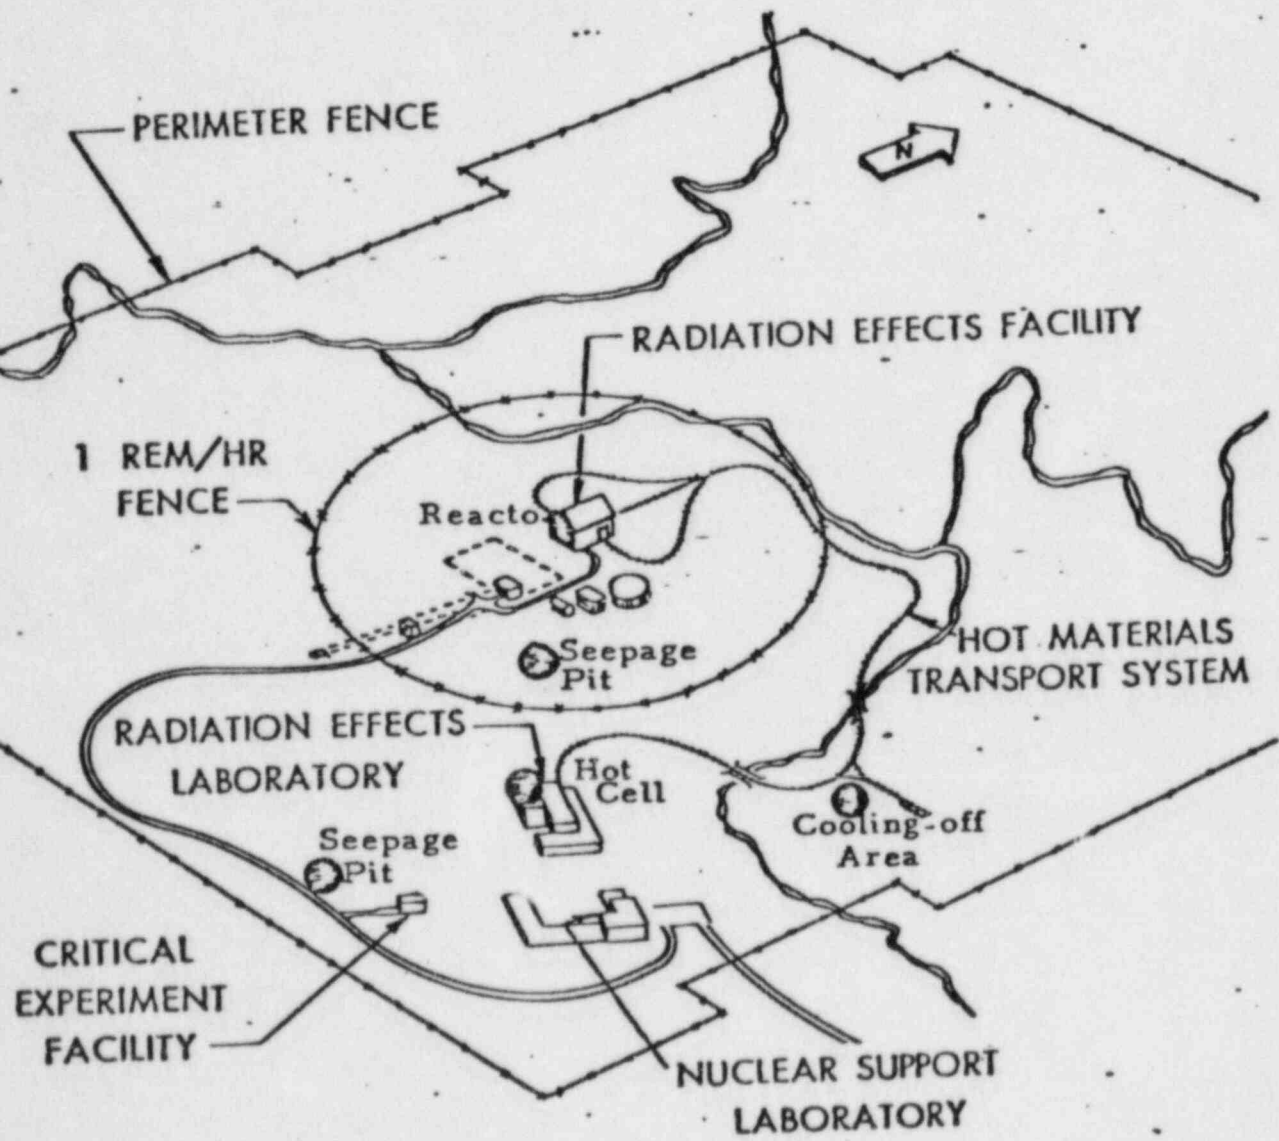 PERIMETER FENCE
N
RADIATION EFFECTS FACILITY
1 REM/HR
FENCE
Reacto
Seepage
Pit
HOT MATERIALS
TRANSPORT SYSTEM
RADIATION EFFECTS
LABORATORY
Hot
Cell
Cooling-off
Area
Seepage
Pit
CRITICAL
EXPERIMENT
FACILITY
NUCLEAR SUPPORT
LABORATORY